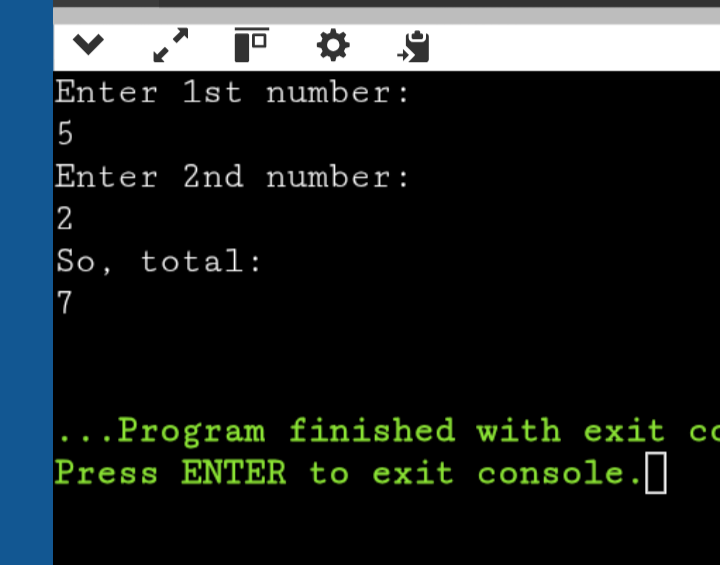 Enter 1st number:
5
Enter 2nd number:
2
So, total:
7
...Program finished with exit
Press ENTER to exit console.